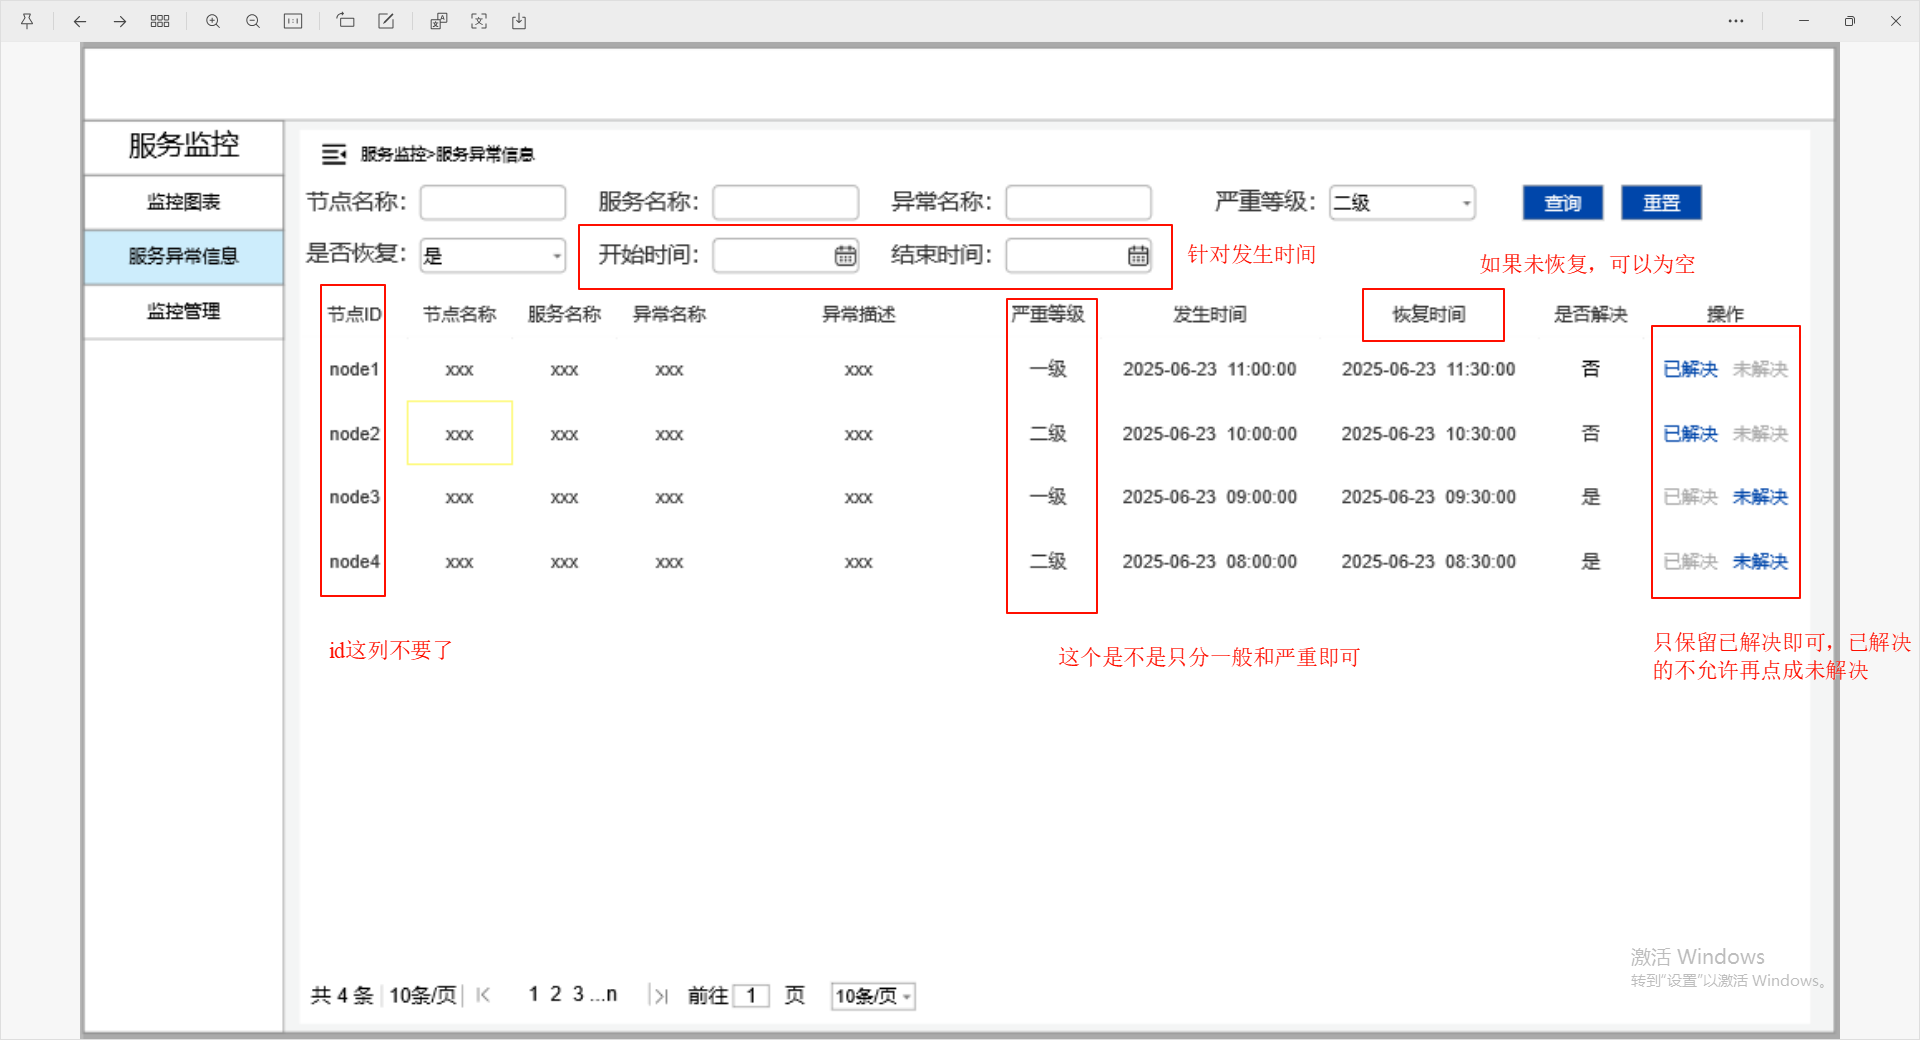 服务监控
监控图表
服务异常信息
监控管理
服务监控>服务异常信息
节点名称： 服务名称： 异常名称： 严重等级： 二级 查询 重置
是否恢复： 是 开始时间： 结束时间： 针对发生时间
如果未恢复，可以为空
节点ID 节点名称 服务名称 异常名称 异常描述 严重等级 发生时间 恢复时间 是否解决 操作
node1 xxx xxx xxx xxx 一级 2025-06-23 11:00:00 2025-06-23 11:30:00 否 已解决 未解决
node2 xxx xxx xxx xxx 二级 2025-06-23 10:00:00 2025-06-23 10:30:00 否 已解决 未解决
node3 xxx xxx xxx xxx 一级 2025-06-23 09:00:00 2025-06-23 09:30:00 是 已解决 未解决
node4 xxx xxx xxx xxx 二级 2025-06-23 08:00:00 2025-06-23 08:30:00 是 已解决 未解决
id这列不要了
这个是不是只分一般和严重即可
只保留已解决即可，已解决
的不允许再点成未解决
共 4 条 10条/页 1 2 3 ...n 前往 1 页 10条/页
激活 Windows
转到“设置”以激活 Windows。